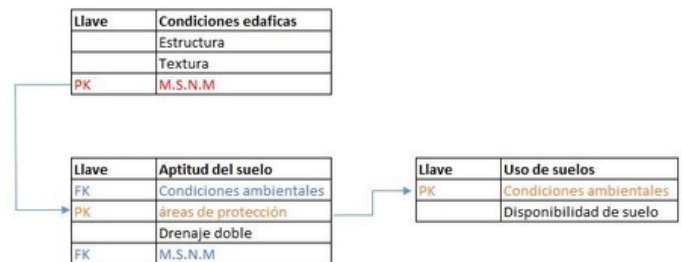 Llave Condiciones edaficas
Estructura
Textura
PK M.S.N.M
Llave Aptitud del suelo
FK Condiciones ambientales
PK áreas de protección
Drenaje doble
FK M.S.N.M
Llave Uso de suelos
PK Condiciones ambientales
Disponibilidad de suelo